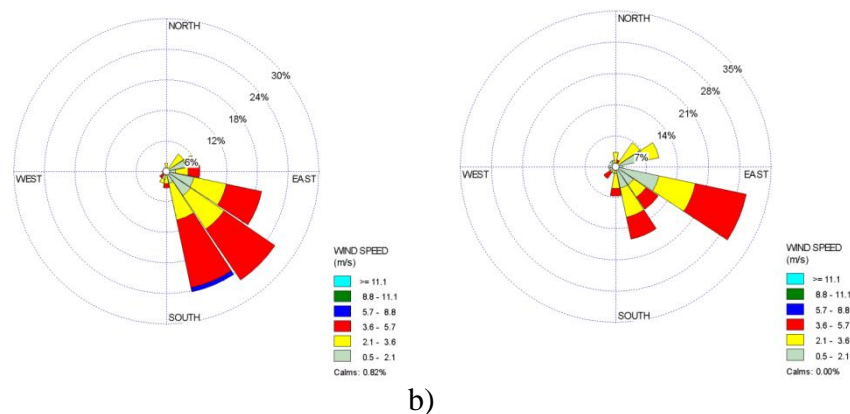 NORTH
30%
24%
18%
12%
6%
WEST
EAST
SOUTH
WIND SPEED
(m/s)
>= 11.1
8.8 - 11.1
5.7 - 8.8
3.6 - 5.7
2.1 - 3.6
0.5 - 2.1
Calms: 0.82%
NORTH
35%
28%
21%
14%
7%
WEST
EAST
SOUTH
WIND SPEED
(m/s)
>= 11.1
8.8 - 11.1
5.7 - 8.8
3.6 - 5.7
2.1 - 3.6
0.5 - 2.1
Calms: 0.00%
b)